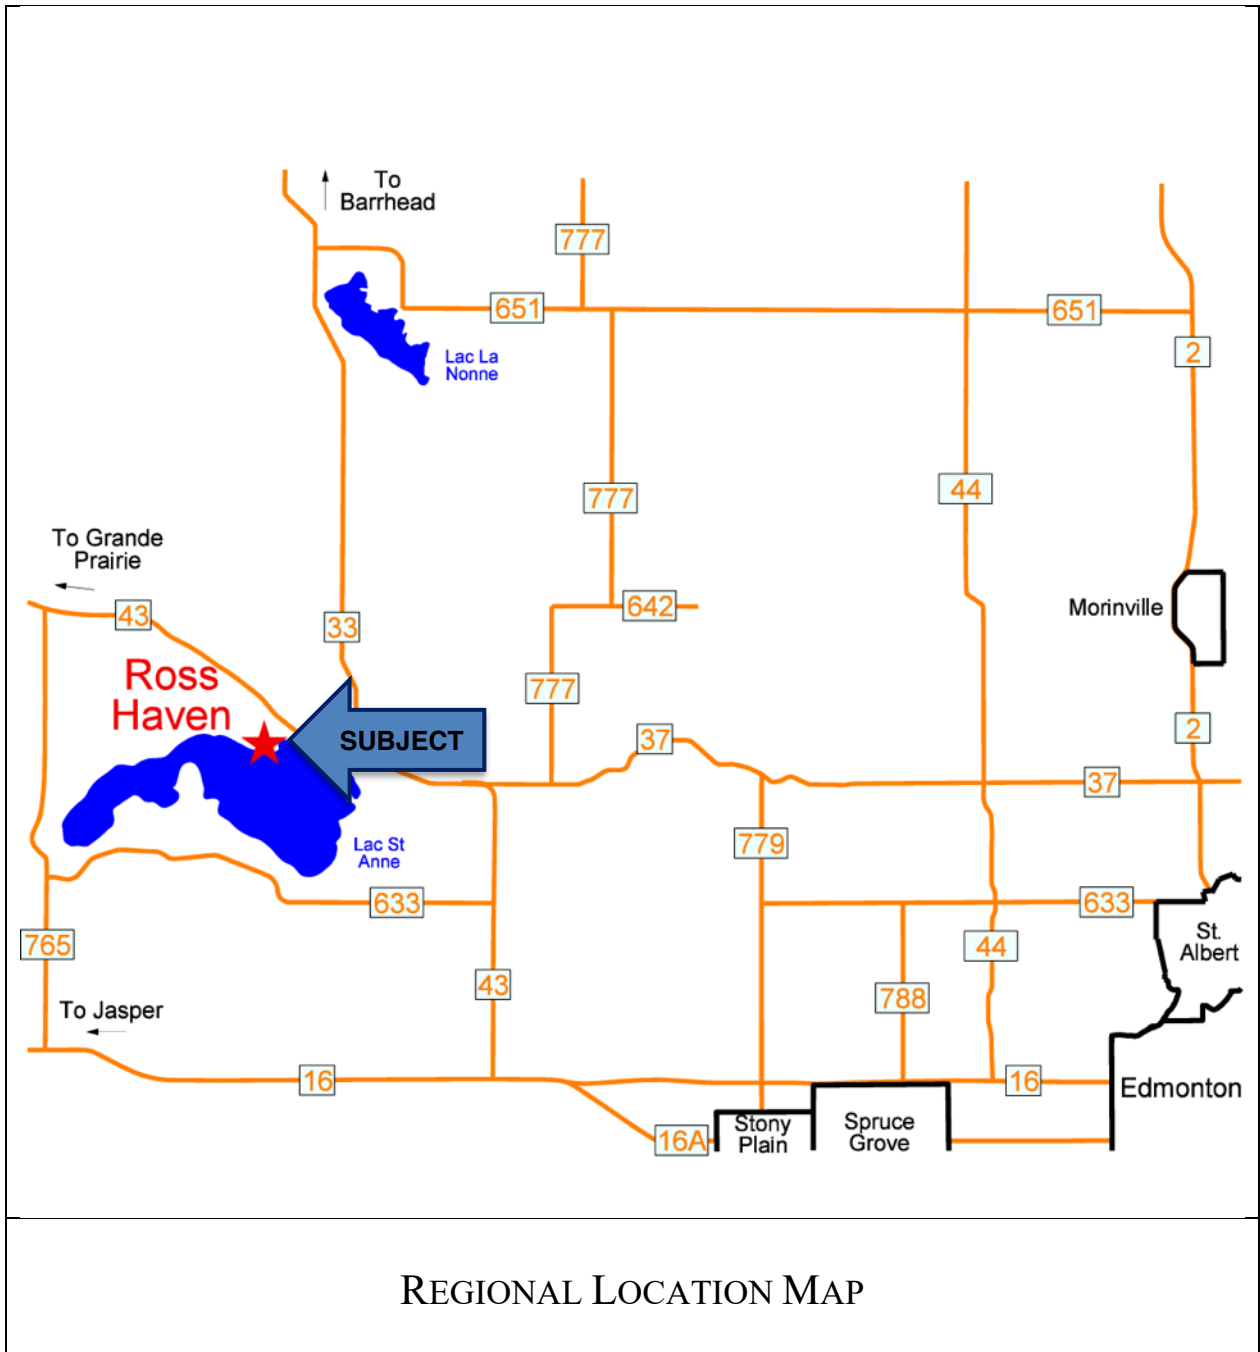 To
Barrhead
777
651
651
2
Lac La
Nonne
777
44
To Grande
Prairie
43
33
642
Morinville
Ross
Haven
777
SUBJECT
37
2
37
779
Lac St
Anne
633
633
765
44
St.
Albert
43
788
To Jasper
16
16
Edmonton
16A
Stony
Plain
Spruce
Grove
REGIONAL LOCATION MAP